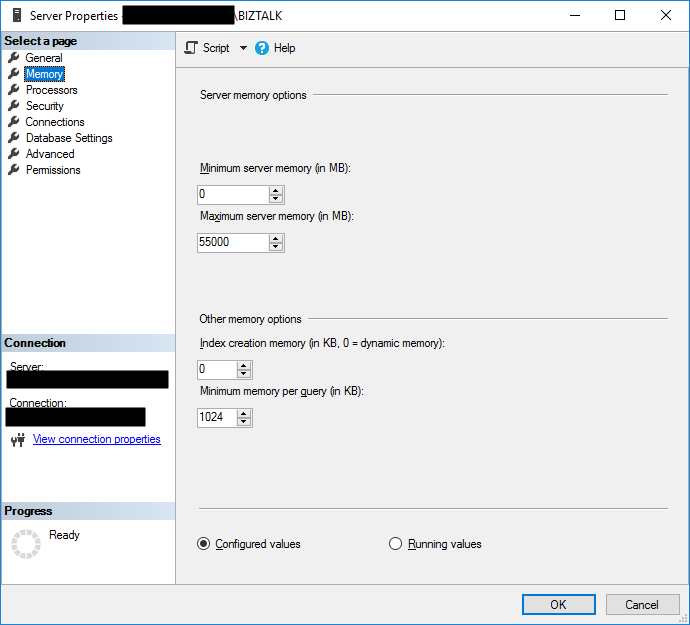 Server Properties - \BIZTALK
Select a page
General
Memory
Processors
Security
Connections
Database Settings
Advanced
Permissions
Connection
Server:
Connection:
View connection properties
Progress
Ready
Script Help
Server memory options
Minimum server memory (in MB):
0
Maximum server memory (in MB):
55000
Other memory options
Index creation memory (in KB, 0 = dynamic memory):
0
Minimum memory per query (in KB):
1024
Configured values Running values
OK Cancel